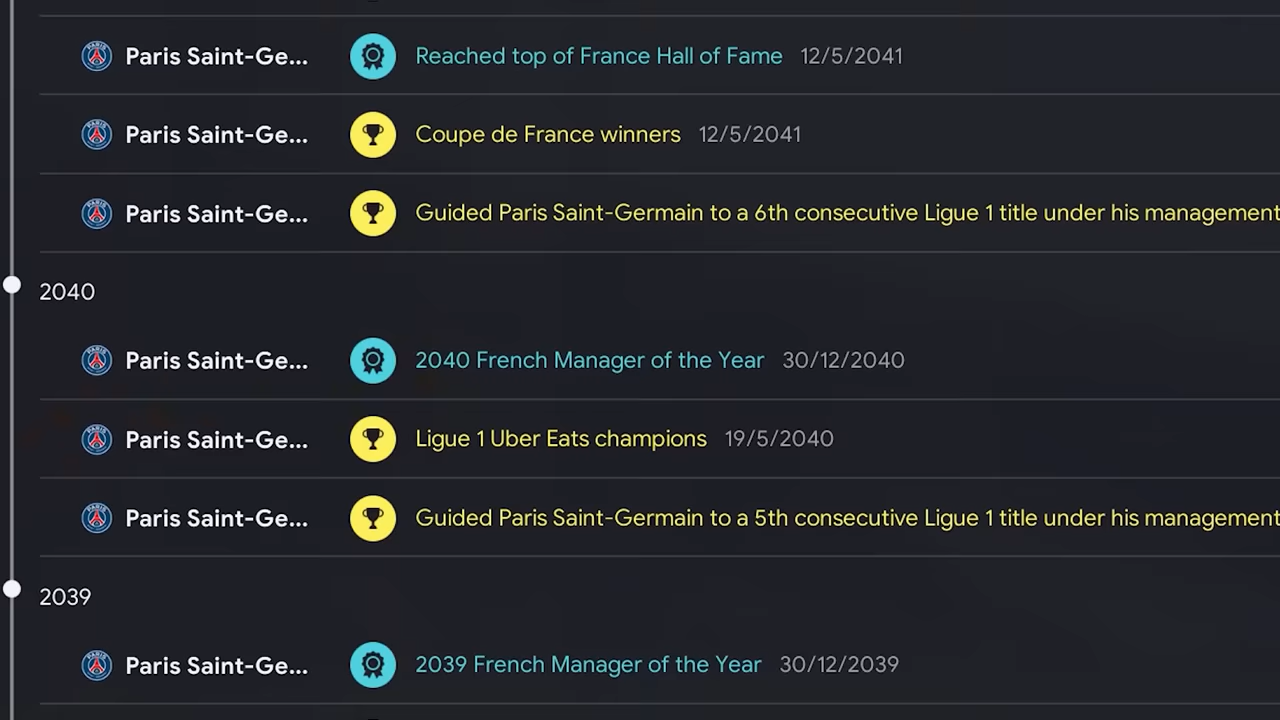 Paris Saint-Ge... Reached top of France Hall of Fame 12/5/2041
Paris Saint-Ge... Coupe de France winners 12/5/2041
Paris Saint-Ge... Guided Paris Saint-Germain to a 6th consecutive Ligue 1 title under his management
2040
Paris Saint-Ge... 2040 French Manager of the Year 30/12/2040
Paris Saint-Ge... Ligue 1 Uber Eats champions 19/5/2040
Paris Saint-Ge... Guided Paris Saint-Germain to a 5th consecutive Ligue 1 title under his management
2039
Paris Saint-Ge... 2039 French Manager of the Year 30/12/2039